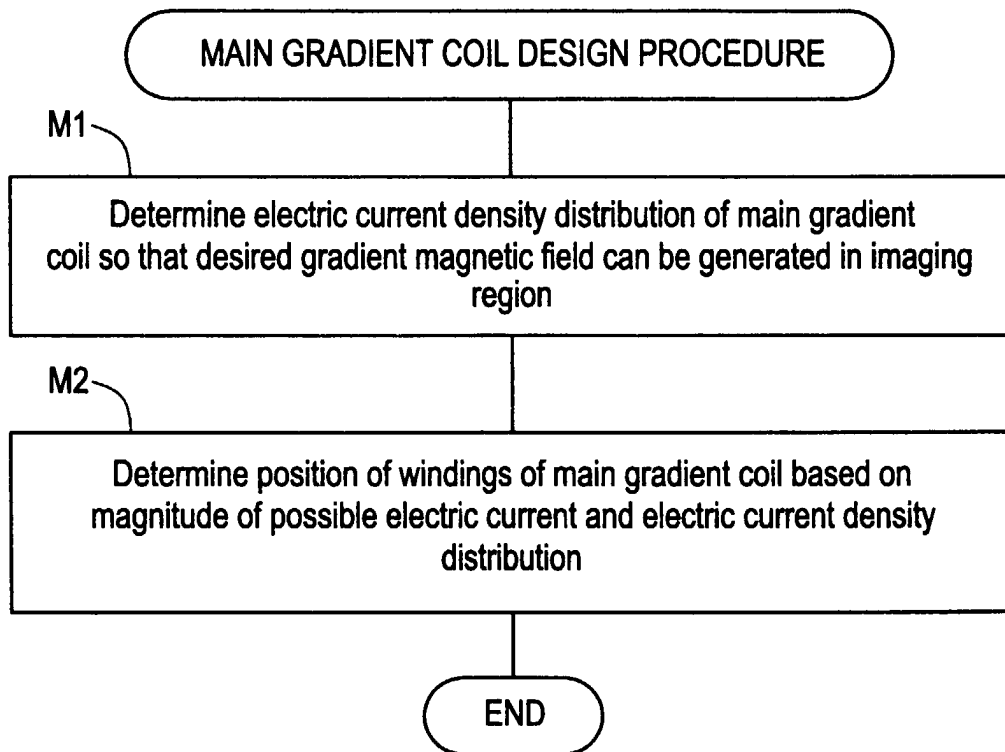 MAIN GRADIENT COIL DESIGN PROCEDURE
M1
Determine electric current density distribution of main gradient
coil so that desired gradient magnetic field can be generated in imaging
region
M2
Determine position of windings of main gradient coil based on
magnitude of possible electric current and electric current density
distribution
END